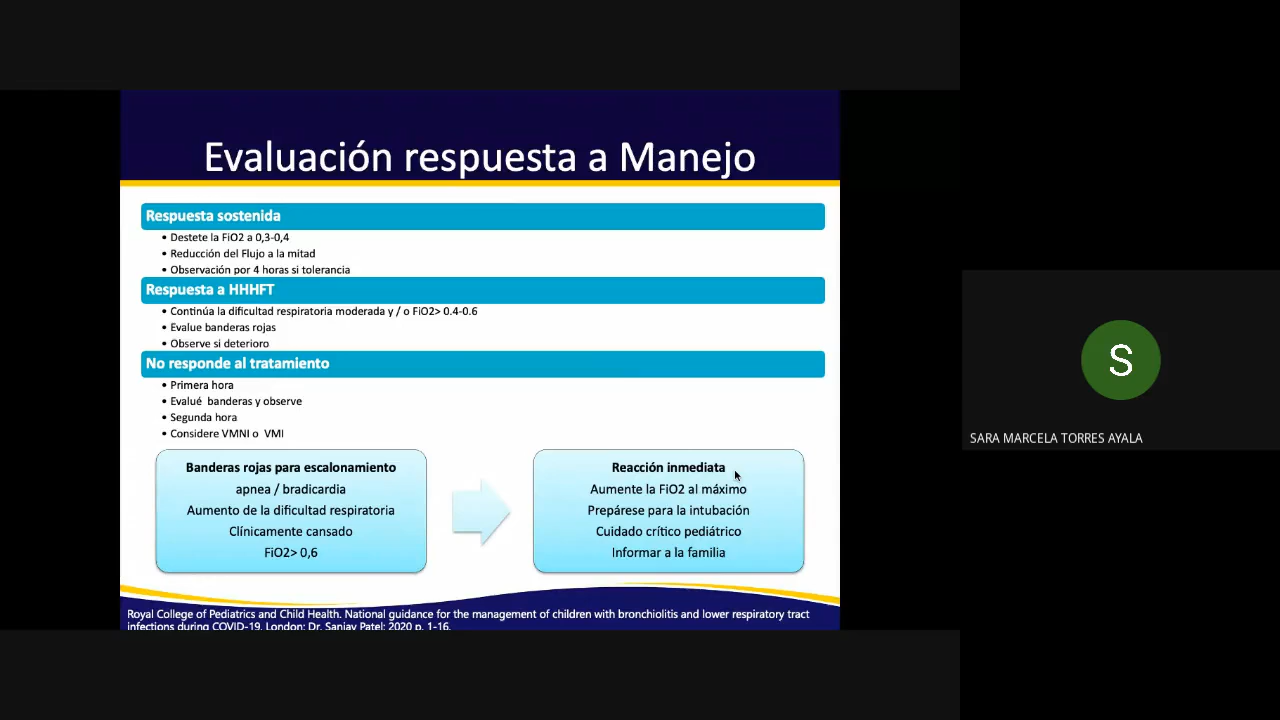 Evaluación respuesta a Manejo
Respuesta sostenida
• Destete la FiO2 a 0,3-0,4
• Reducción del Flujo a la mitad
• Observación por 4 horas si tolerancia
Respuesta a HHHFT
• Continúa la dificultad respiratoria moderada y / o FiO2> 0.4-0.6
• Evalue banderas rojas
• Observe si deterioro
No responde al tratamiento
• Primera hora
• Evalué banderas y observe
• Segunda hora
• Considere VMNI o VMI
Banderas rojas para escalonamiento
apnea / bradicardia
Aumento de la dificultad respiratoria
Clínicamente cansado
FiO2> 0,6
Reacción inmediata
Aumente la FiO2 al máximo
Prepárese para la intubación
Cuidado crítico pediátrico
Informar a la familia
Royal College of Pediatrics and Child Health. National guidance for the management of children with bronchiolitis and lower respiratory tract
infections during COVID-19. London: Dr. Sanjay Patel; 2020 p. 1-16.
S
SARA MARCELA TORRES AYALA